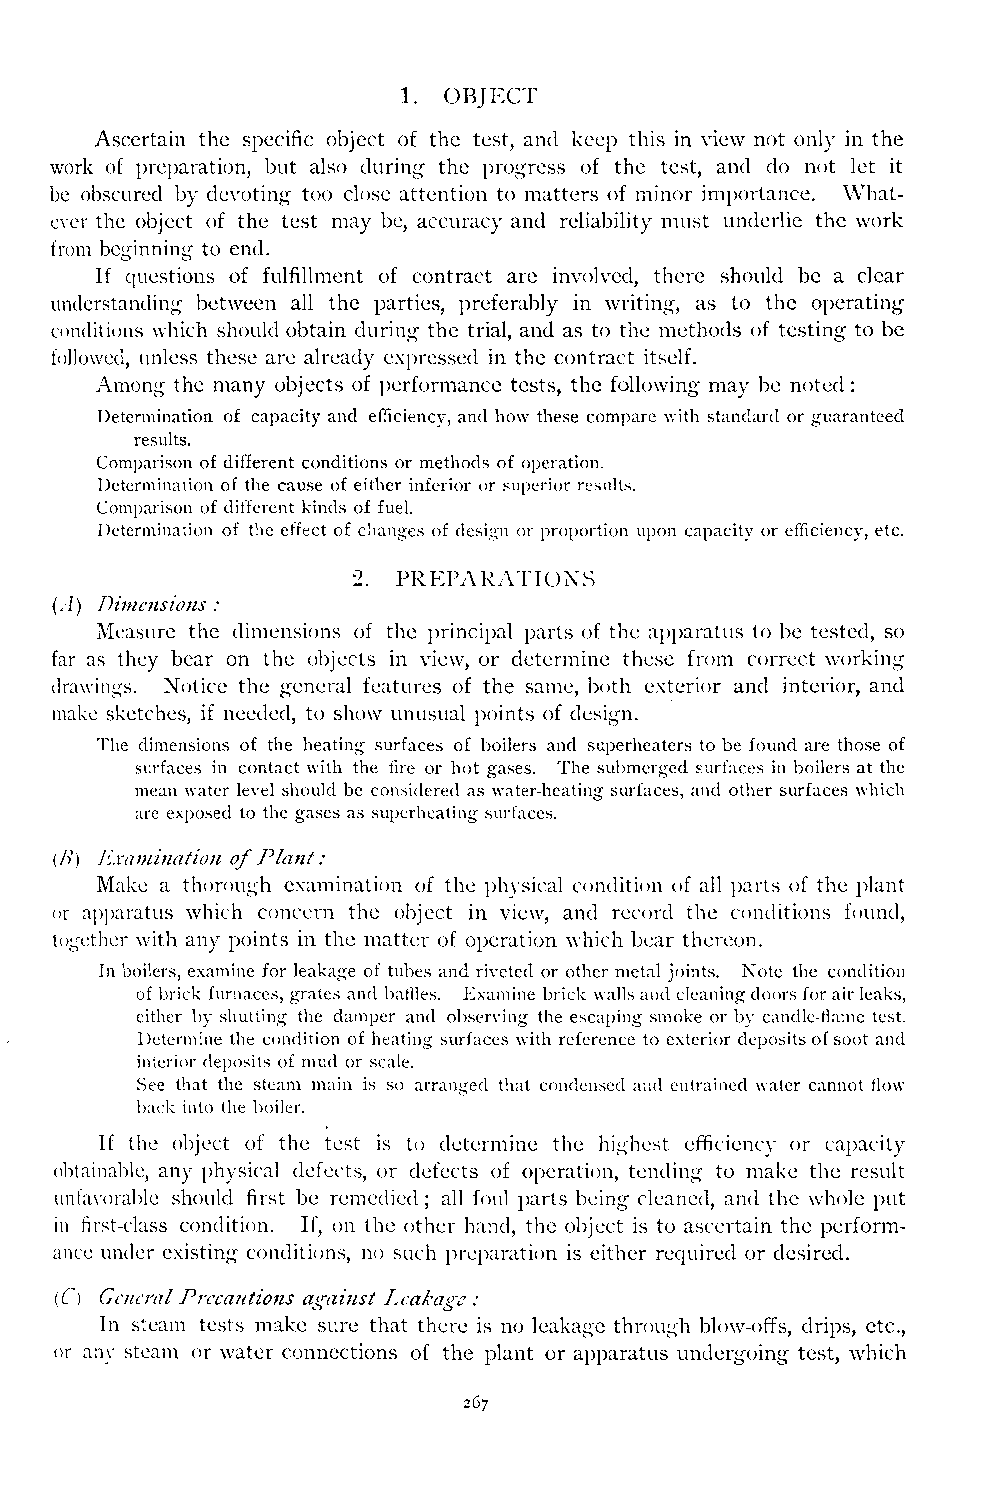 1. OBJECT
Ascertain the specific object of the test, and keep this in view not only in the
work of preparation, but also during the progress of the test, and do not let it
be obscured by devoting too close attention to matters of minor importance. What-
ever the object of the test may be, accuracy and reliability must underlie the work
from beginning to end.
If questions of fulfillment of contract are involved, there should be a clear
understanding between all the parties, preferably in writing, as to the operating
conditions which should obtain during the trial, and as to the methods of testing to be
followed, unless these are already expressed in the contract itself.
Among the many objects of performance tests, the following may be noted:
Determination of capacity and efficiency, and how these compare with standard or guaranteed
results.
Comparison of different conditions or methods of operation.
Determination of the cause of either inferior or superior results.
Comparison of different kinds of fuel.
Determination of the effect of changes of design or proportion upon capacity or efficiency, etc.
2. PREPARATIONS
(A) Dimensions:
Measure the dimensions of the principal parts of the apparatus to be tested, so
far as they bear on the objects in view, or determine these from correct working
drawings. Notice the general features of the same, both exterior and interior, and
make sketches, if needed, to show unusual points of design.
The dimensions of the heating surfaces of boilers and superheaters to be found are those of
surfaces in contact with the fire or hot gases. The submerged surfaces in boilers at the
mean water level should be considered as water-heating surfaces, and other surfaces which
are exposed to the gases as superheating surfaces.
(B) Examination of Plant:
Make a thorough examination of the physical condition of all parts of the plant
or apparatus which concern the object in view, and record the conditions found,
together with any points in the matter of operation which bear thereon.
In boilers, examine for leakage of tubes and riveted or other metal joints. Note the condition
of brick furnaces, grates and baffles. Examine brick walls and cleaning doors for air leaks,
either by shutting the damper and observing the escaping smoke or by candle-flame test.
Determine the condition of heating surfaces with reference to exterior deposits of soot and
interior deposits of mud or scale.
See that the steam main is so arranged that condensed and entrained water cannot flow
back into the boiler.
If the object of the test is to determine the highest efficiency or capacity
obtainable, any physical defects, or defects of operation, tending to make the result
unfavorable should first be remedied; all foul parts being cleaned, and the whole put
in first-class condition. If, on the other hand, the object is to ascertain the perform-
ance under existing conditions, no such preparation is either required or desired.
(C) General Precautions against Leakage:
In steam tests make sure that there is no leakage through blow-offs, drips, etc.,
or any steam or water connections of the plant or apparatus undergoing test, which
267